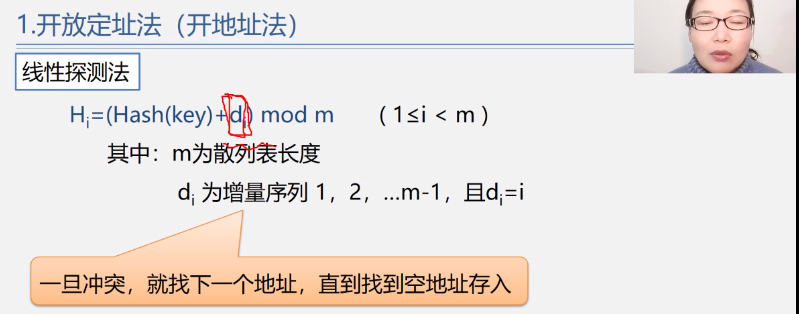 1.开放定址法（开地址法）
线性探测法
Hi=(Hash(key)+di) mod m （ 1≤i < m ）
其中：m为散列表长度
di 为增量序列 1，2，…m-1，且di=i
一旦冲突，就找下一个地址，直到找到空地址存入